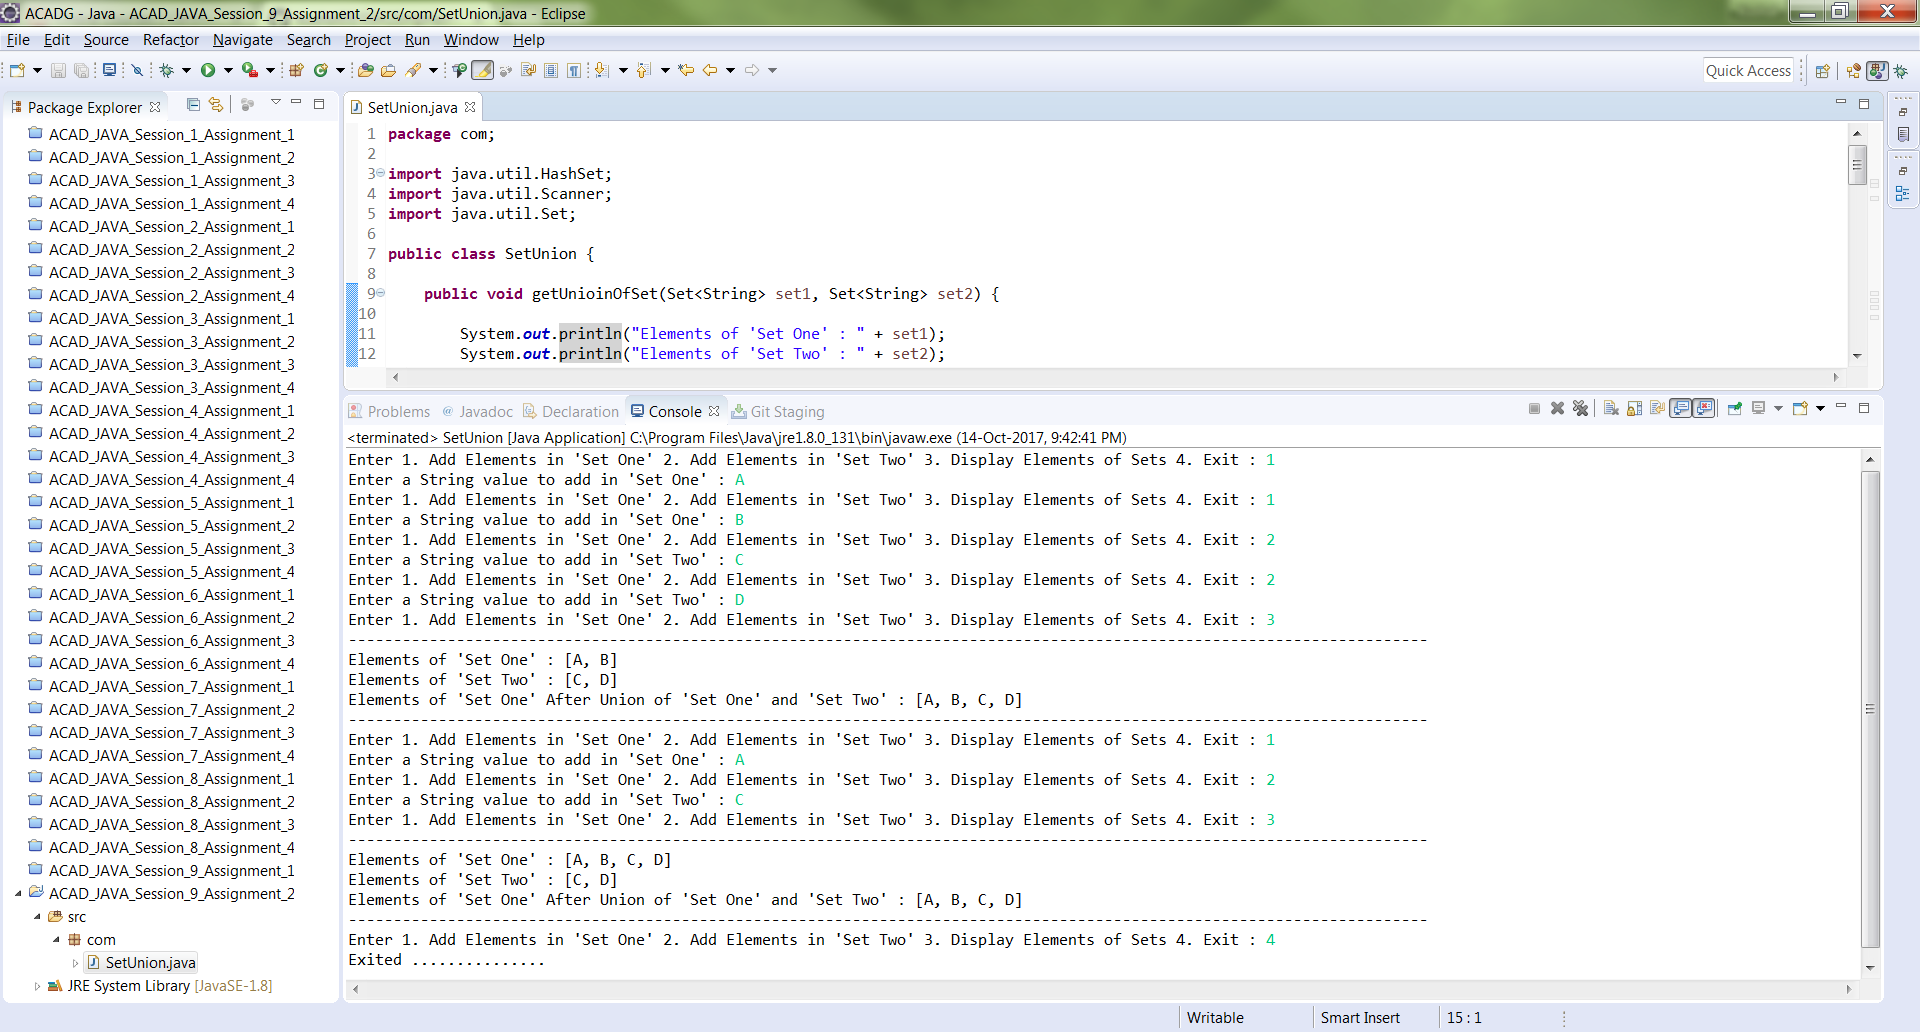 ACADG - Java - ACAD_JAVA_Session_9_Assignment_2/src/com/SetUnion.java - Eclipse
File Edit Source Refactor Navigate Search Project Run Window Help
Quick Access
Package Explorer
ACAD_JAVA_Session_1_Assignment_1
ACAD_JAVA_Session_1_Assignment_2
ACAD_JAVA_Session_1_Assignment_3
ACAD_JAVA_Session_1_Assignment_4
ACAD_JAVA_Session_2_Assignment_1
ACAD_JAVA_Session_2_Assignment_2
ACAD_JAVA_Session_2_Assignment_3
ACAD_JAVA_Session_2_Assignment_4
ACAD_JAVA_Session_3_Assignment_1
ACAD_JAVA_Session_3_Assignment_2
ACAD_JAVA_Session_3_Assignment_3
ACAD_JAVA_Session_3_Assignment_4
ACAD_JAVA_Session_4_Assignment_1
ACAD_JAVA_Session_4_Assignment_2
ACAD_JAVA_Session_4_Assignment_3
ACAD_JAVA_Session_4_Assignment_4
ACAD_JAVA_Session_5_Assignment_1
ACAD_JAVA_Session_5_Assignment_2
ACAD_JAVA_Session_5_Assignment_3
ACAD_JAVA_Session_5_Assignment_4
ACAD_JAVA_Session_6_Assignment_1
ACAD_JAVA_Session_6_Assignment_2
ACAD_JAVA_Session_6_Assignment_3
ACAD_JAVA_Session_6_Assignment_4
ACAD_JAVA_Session_7_Assignment_1
ACAD_JAVA_Session_7_Assignment_2
ACAD_JAVA_Session_7_Assignment_3
ACAD_JAVA_Session_7_Assignment_4
ACAD_JAVA_Session_8_Assignment_1
ACAD_JAVA_Session_8_Assignment_2
ACAD_JAVA_Session_8_Assignment_3
ACAD_JAVA_Session_8_Assignment_4
ACAD_JAVA_Session_9_Assignment_1
ACAD_JAVA_Session_9_Assignment_2
src
com
SetUnion.java
JRE System Library [JavaSE-1.8]
SetUnion.java
1 package com;
2
3 import java.util.HashSet;
4 import java.util.Scanner;
5 import java.util.Set;
6
7 public class SetUnion {
8
9 public void getUnioinOfSet(Set<String> set1, Set<String> set2) {
10
11 System.out.println("Elements of 'Set One' : " + set1);
12 System.out.println("Elements of 'Set Two' : " + set2);
Problems Javadoc Declaration Console Git Staging
<terminated> SetUnion [Java Application] C:\Program Files\Java\jre1.8.0_131\bin\javaw.exe (14-Oct-2017, 9:42:41 PM)
Enter 1. Add Elements in 'Set One' 2. Add Elements in 'Set Two' 3. Display Elements of Sets 4. Exit : 1
Enter a String value to add in 'Set One' : A
Enter 1. Add Elements in 'Set One' 2. Add Elements in 'Set Two' 3. Display Elements of Sets 4. Exit : 1
Enter a String value to add in 'Set One' : B
Enter 1. Add Elements in 'Set One' 2. Add Elements in 'Set Two' 3. Display Elements of Sets 4. Exit : 2
Enter a String value to add in 'Set Two' : C
Enter 1. Add Elements in 'Set One' 2. Add Elements in 'Set Two' 3. Display Elements of Sets 4. Exit : 2
Enter a String value to add in 'Set Two' : D
Enter 1. Add Elements in 'Set One' 2. Add Elements in 'Set Two' 3. Display Elements of Sets 4. Exit : 3
------------------------------------------------------------------------------------------------------------------------
Elements of 'Set One' : [A, B]
Elements of 'Set Two' : [C, D]
Elements of 'Set One' After Union of 'Set One' and 'Set Two' : [A, B, C, D]
------------------------------------------------------------------------------------------------------------------------
Enter 1. Add Elements in 'Set One' 2. Add Elements in 'Set Two' 3. Display Elements of Sets 4. Exit : 1
Enter a String value to add in 'Set One' : A
Enter 1. Add Elements in 'Set One' 2. Add Elements in 'Set Two' 3. Display Elements of Sets 4. Exit : 2
Enter a String value to add in 'Set Two' : C
Enter 1. Add Elements in 'Set One' 2. Add Elements in 'Set Two' 3. Display Elements of Sets 4. Exit : 3
------------------------------------------------------------------------------------------------------------------------
Elements of 'Set One' : [A, B, C, D]
Elements of 'Set Two' : [C, D]
Elements of 'Set One' After Union of 'Set One' and 'Set Two' : [A, B, C, D]
------------------------------------------------------------------------------------------------------------------------
Enter 1. Add Elements in 'Set One' 2. Add Elements in 'Set Two' 3. Display Elements of Sets 4. Exit : 4
Exited ...............
Writable Smart Insert 15 : 1